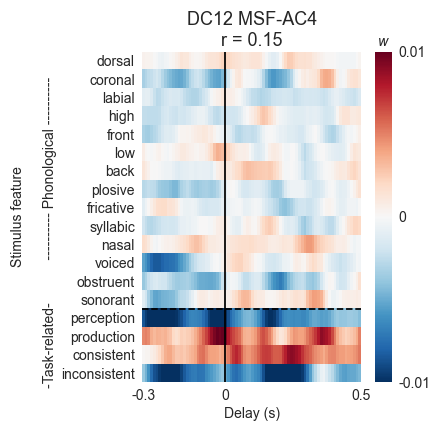 DC12 MSF-AC4
r = 0.15
w
dorsal
coronal
labial
high
front
low
back
plosive
fricative
syllabic
nasal
voiced
obstruent
sonorant
perception
production
consistent
inconsistent
Stimulus feature
-Task-related-
---------- Phonological ----------
0.01
0
-0.01
-0.3
0
0.5
Delay (s)